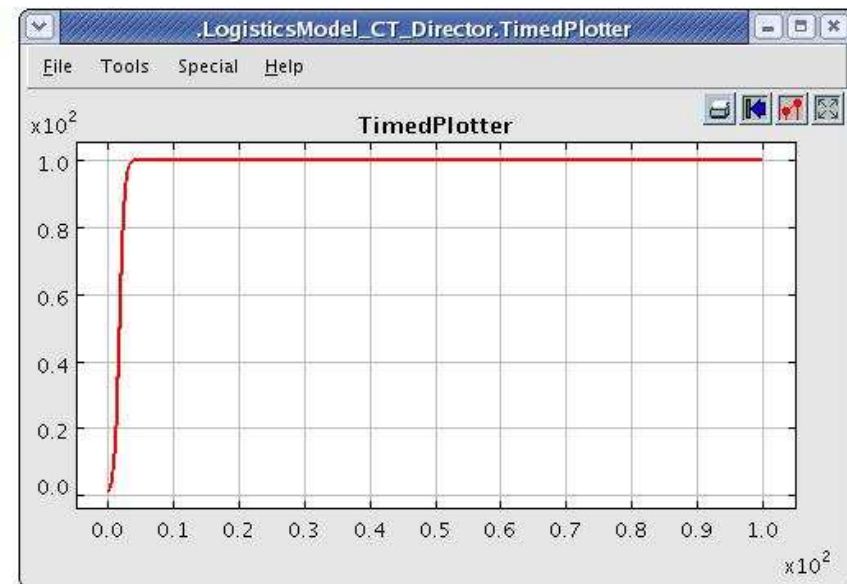 .LogisticsModel_CT_Director.TimedPlotter
File Tools Special Help
x10²
TimedPlotter
1.0
0.8
0.6
0.4
0.2
0.0
0.0 0.1 0.2 0.3 0.4 0.5 0.6 0.7 0.8 0.9 1.0
x10²